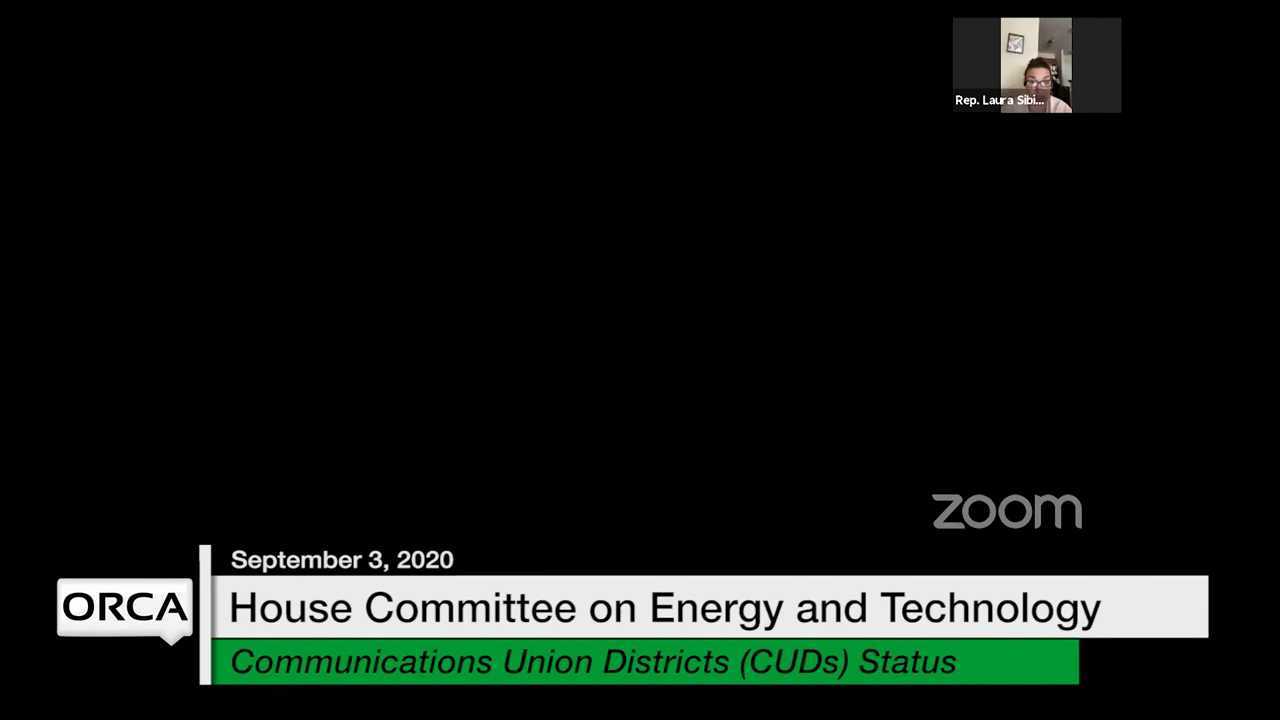 Rep. Laura Sibi...
zoom
September 3, 2020
ORCA
House Committee on Energy and Technology
Communications Union Districts (CUDs) Status